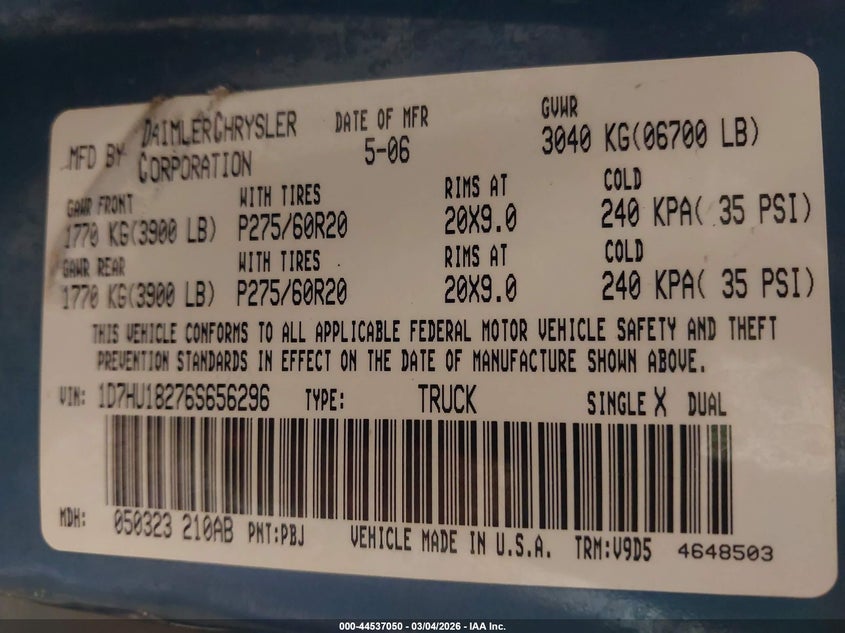 MFD BY DAIMLERCHRYSLER CORPORATION
DATE OF MFR 5-06
GVWR 3040 KG(06700 LB)
GAWR FRONT WITH TIRES RIMS AT COLD
1770 KG(3900 LB) P275/60R20 20X9.0 240 KPA( 35 PSI)
GAWR REAR WITH TIRES RIMS AT COLD
1770 KG(3900 LB) P275/60R20 20X9.0 240 KPA( 35 PSI)
THIS VEHICLE CONFORMS TO ALL APPLICABLE FEDERAL MOTOR VEHICLE SAFETY AND THEFT
PREVENTION STANDARDS IN EFFECT ON THE DATE OF MANUFACTURE SHOWN ABOVE.
VIN: 1D7HU18276S656296 TYPE: TRUCK SINGLE X DUAL
MDH: 050323 210AB PNT:PBJ VEHICLE MADE IN U.S.A. TRM:V9D5 4648503
000-44537050 - 03/04/2026 - IAA Inc.